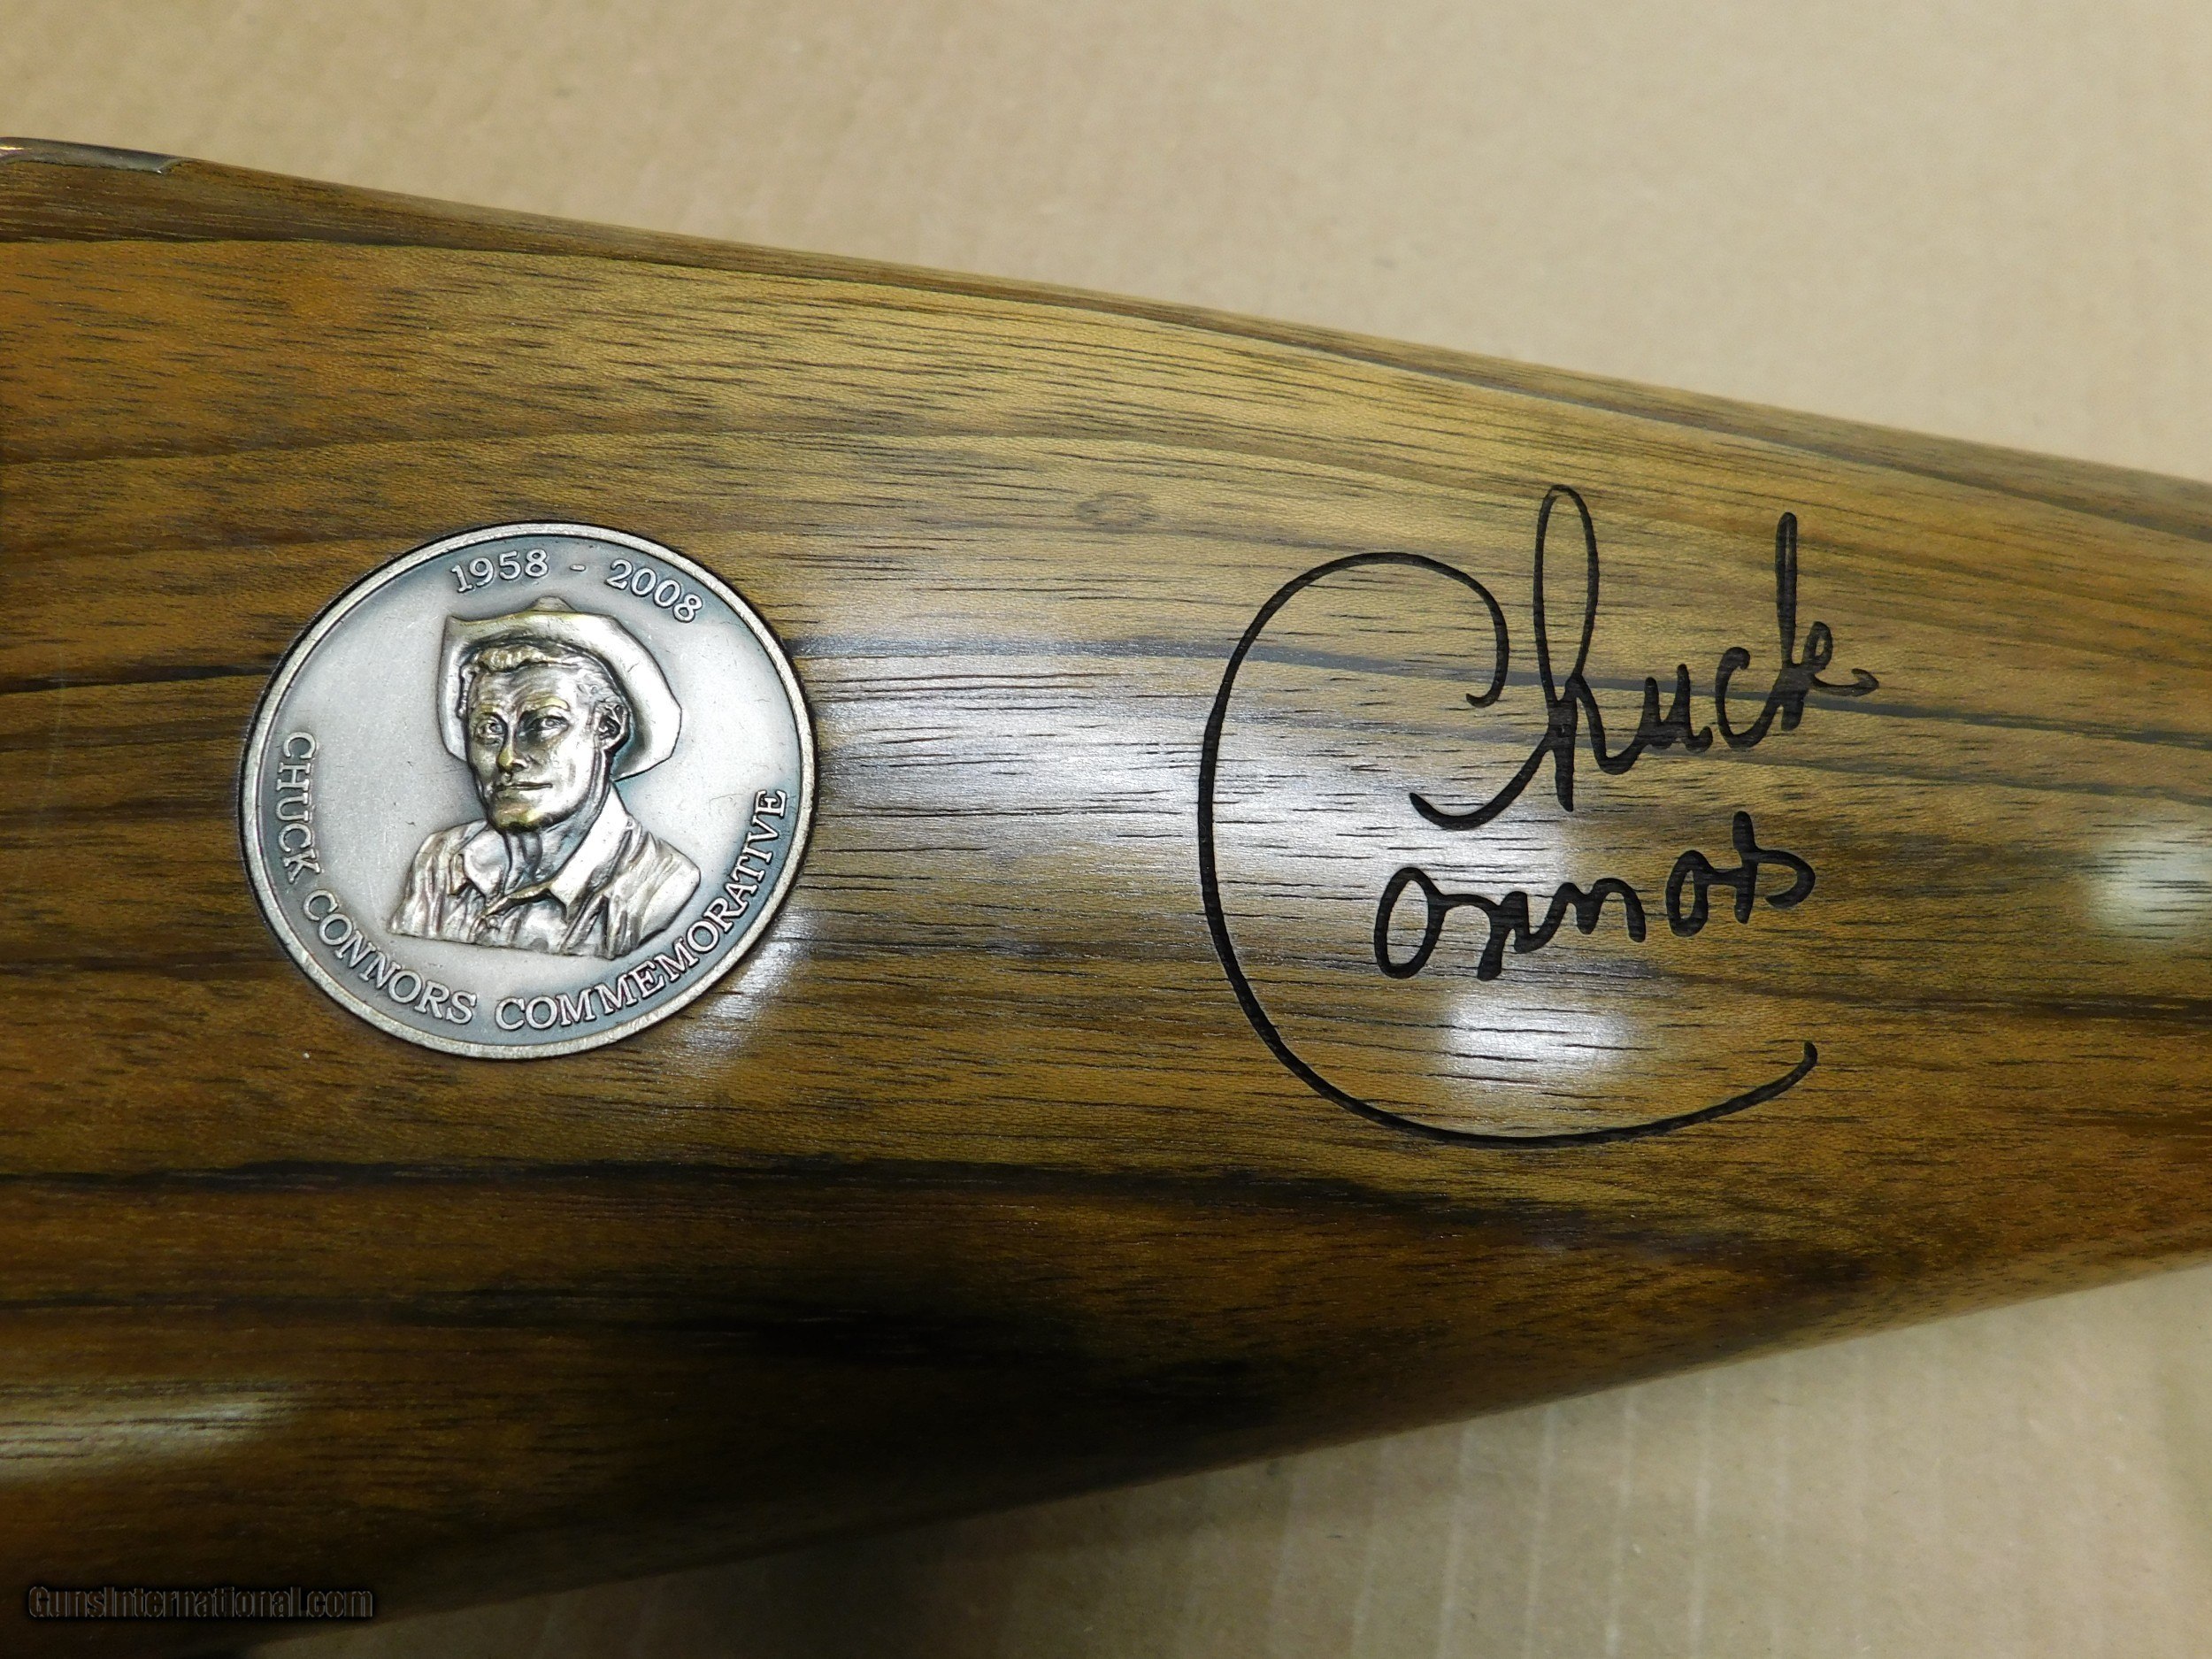 1958 - 2008
CHUCK CONNORS COMMEMORATIVE
Chuck
Connors
GunsInternational.com